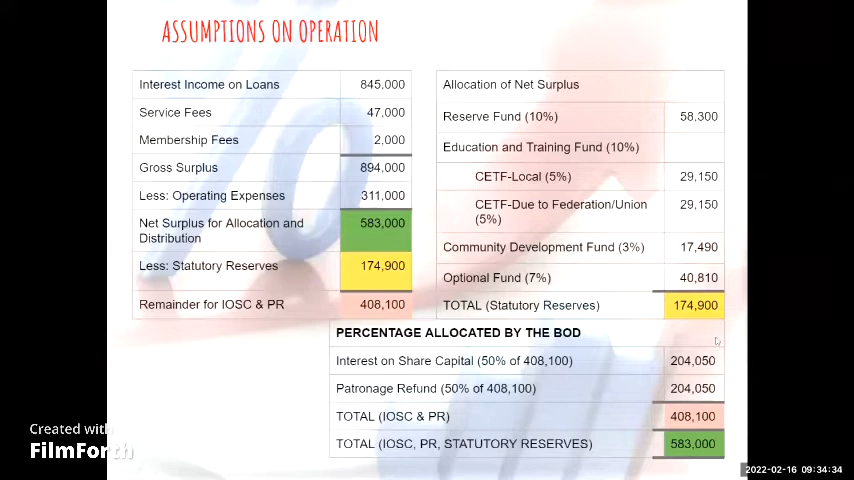 ASSUMPTIONS ON OPERATION
Interest Income on Loans 845,000
Service Fees 47,000
Membership Fees 2,000
Gross Surplus 894,000
Less: Operating Expenses 311,000
Net Surplus for Allocation and 583,000
Distribution
Less: Statutory Reserves 174,900
Remainder for IOSC & PR 408,100
Allocation of Net Surplus
Reserve Fund (10%) 58,300
Education and Training Fund (10%)
CETF-Local (5%) 29,150
CETF-Due to Federation/Union 29,150
(5%)
Community Development Fund (3%) 17,490
Optional Fund (7%) 40,810
TOTAL (Statutory Reserves) 174,900
PERCENTAGE ALLOCATED BY THE BOD
Interest on Share Capital (50% of 408,100) 204,050
Patronage Refund (50% of 408,100) 204,050
TOTAL (IOSC & PR) 408,100
TOTAL (IOSC, PR, STATUTORY RESERVES) 583,000
Created with
FilmForth
2022-02-16 09:34:34